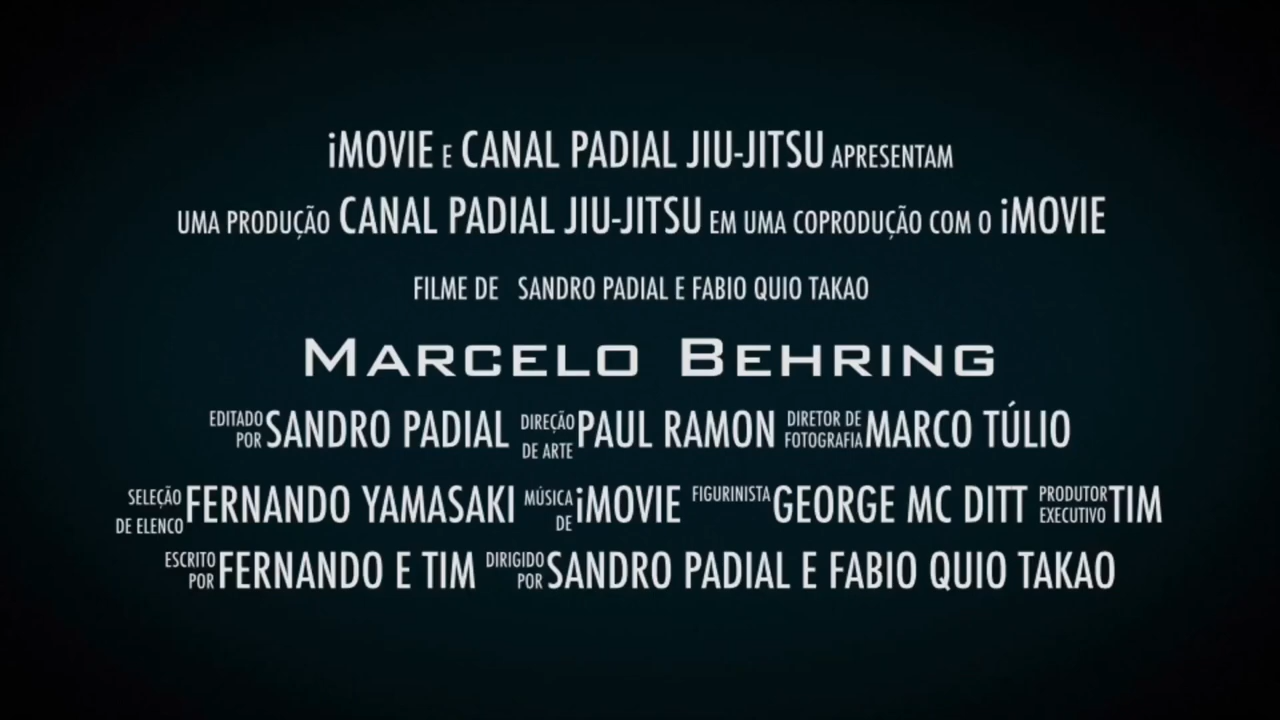 iMOVIE E CANAL PADIAL JIU-JITSU APRESENTAM
UMA PRODUÇÃO CANAL PADIAL JIU-JITSU EM UMA COPRODUÇÃO COM O iMOVIE
FILME DE SANDRO PADIAL E FABIO QUIO TAKAO
MARCELO BEHRING
EDITADO POR SANDRO PADIAL DIREÇÃO DE ARTE PAUL RAMON DIRETOR DE FOTOGRAFIA MARCO TÚLIO
SELEÇÃO DE ELENCO FERNANDO YAMASAKI MÚSICA DE iMOVIE FIGURINISTA GEORGE MC DITT PRODUTOR EXECUTIVO TIM
ESCRITO POR FERNANDO E TIM DIRIGIDO POR SANDRO PADIAL E FABIO QUIO TAKAO